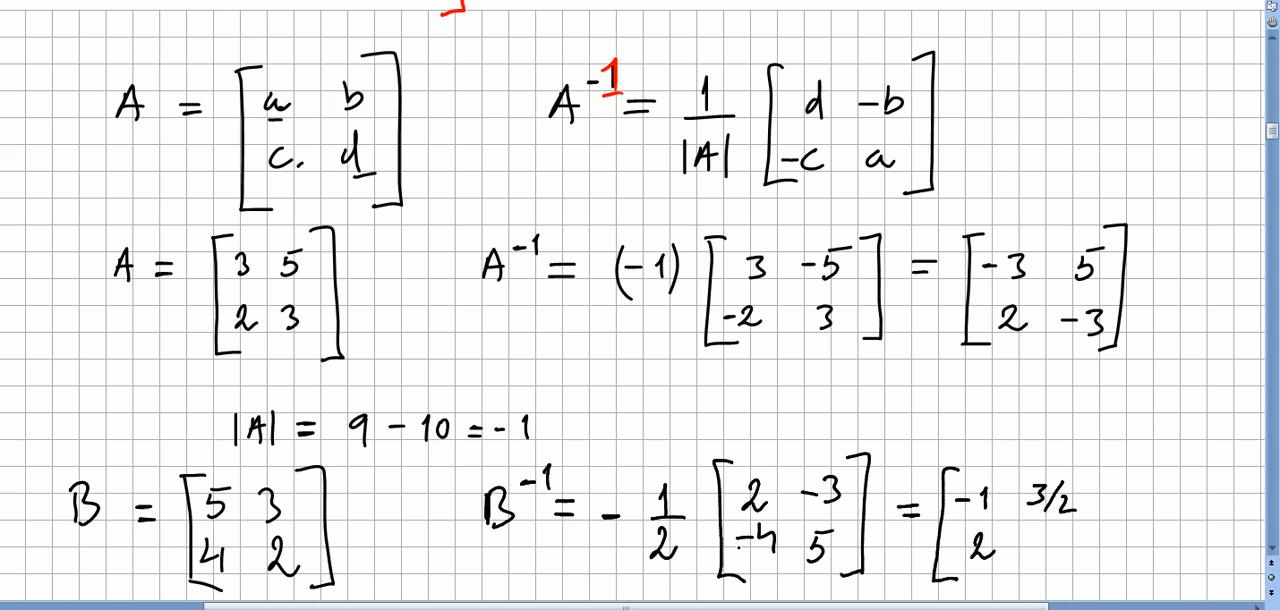 A = [a b; c. d] A⁻¹ = 1/|A| [d -b; -c a]
A = [3 5; 2 3] A⁻¹ = (-1) [3 -5; -2 3] = [-3 5; 2 -3]
|A| = 9 - 10 = -1
B = [5 3; 4 2] B⁻¹ = - 1/2 [2 -3; -4 5] = [-1 3/2; 2